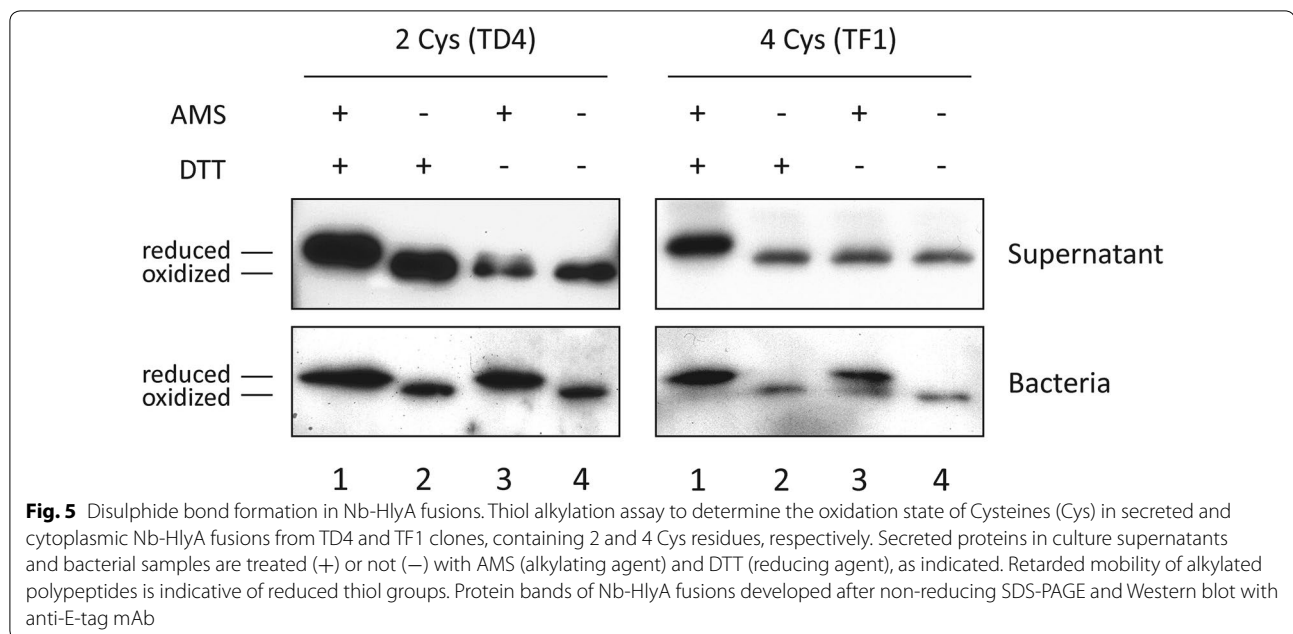 2 Cys (TD4) 4 Cys (TF1)
AMS + - + - + - + -
DTT + + - - + + - -
reduced —
oxidized —
Supernatant
reduced —
oxidized —
Bacteria
1 2 3 4 1 2 3 4
Fig. 5 Disulphide bond formation in Nb-HlyA fusions. Thiol alkylation assay to determine the oxidation state of Cysteines (Cys) in secreted and
cytoplasmic Nb-HlyA fusions from TD4 and TF1 clones, containing 2 and 4 Cys residues, respectively. Secreted proteins in culture supernatants
and bacterial samples are treated (+) or not (−) with AMS (alkylating agent) and DTT (reducing agent), as indicated. Retarded mobility of alkylated
polypeptides is indicative of reduced thiol groups. Protein bands of Nb-HlyA fusions developed after non-reducing SDS-PAGE and Western blot with
anti-E-tag mAb